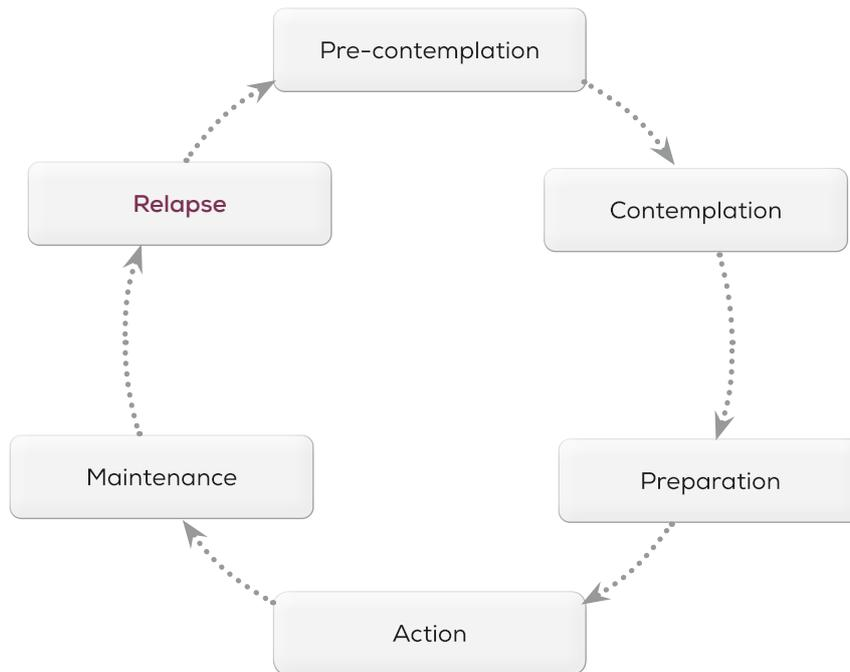 Pre-contemplation
Relapse
Contemplation
Maintenance
Preparation
Action